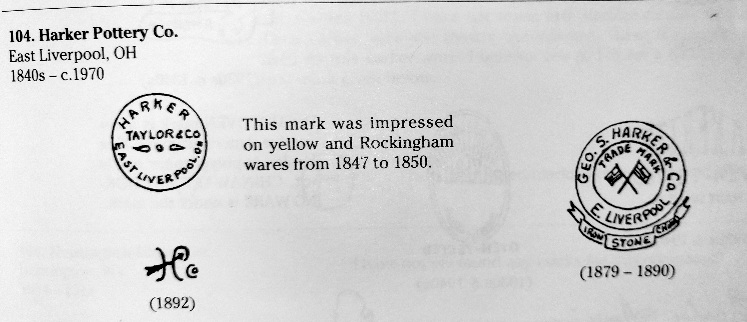 104. Harker Pottery Co.
East Liverpool, OH
1840s – c.1970
HARKER
TAYLOR & CO
EAST LIVERPOOL. OH
This mark was impressed
on yellow and Rockingham
wares from 1847 to 1850.
GEO. S. HARKER & Co
TRADE MARK
E. LIVERPOOL
IRON STONE CHINA
(1879 – 1890)
H Co
(1892)